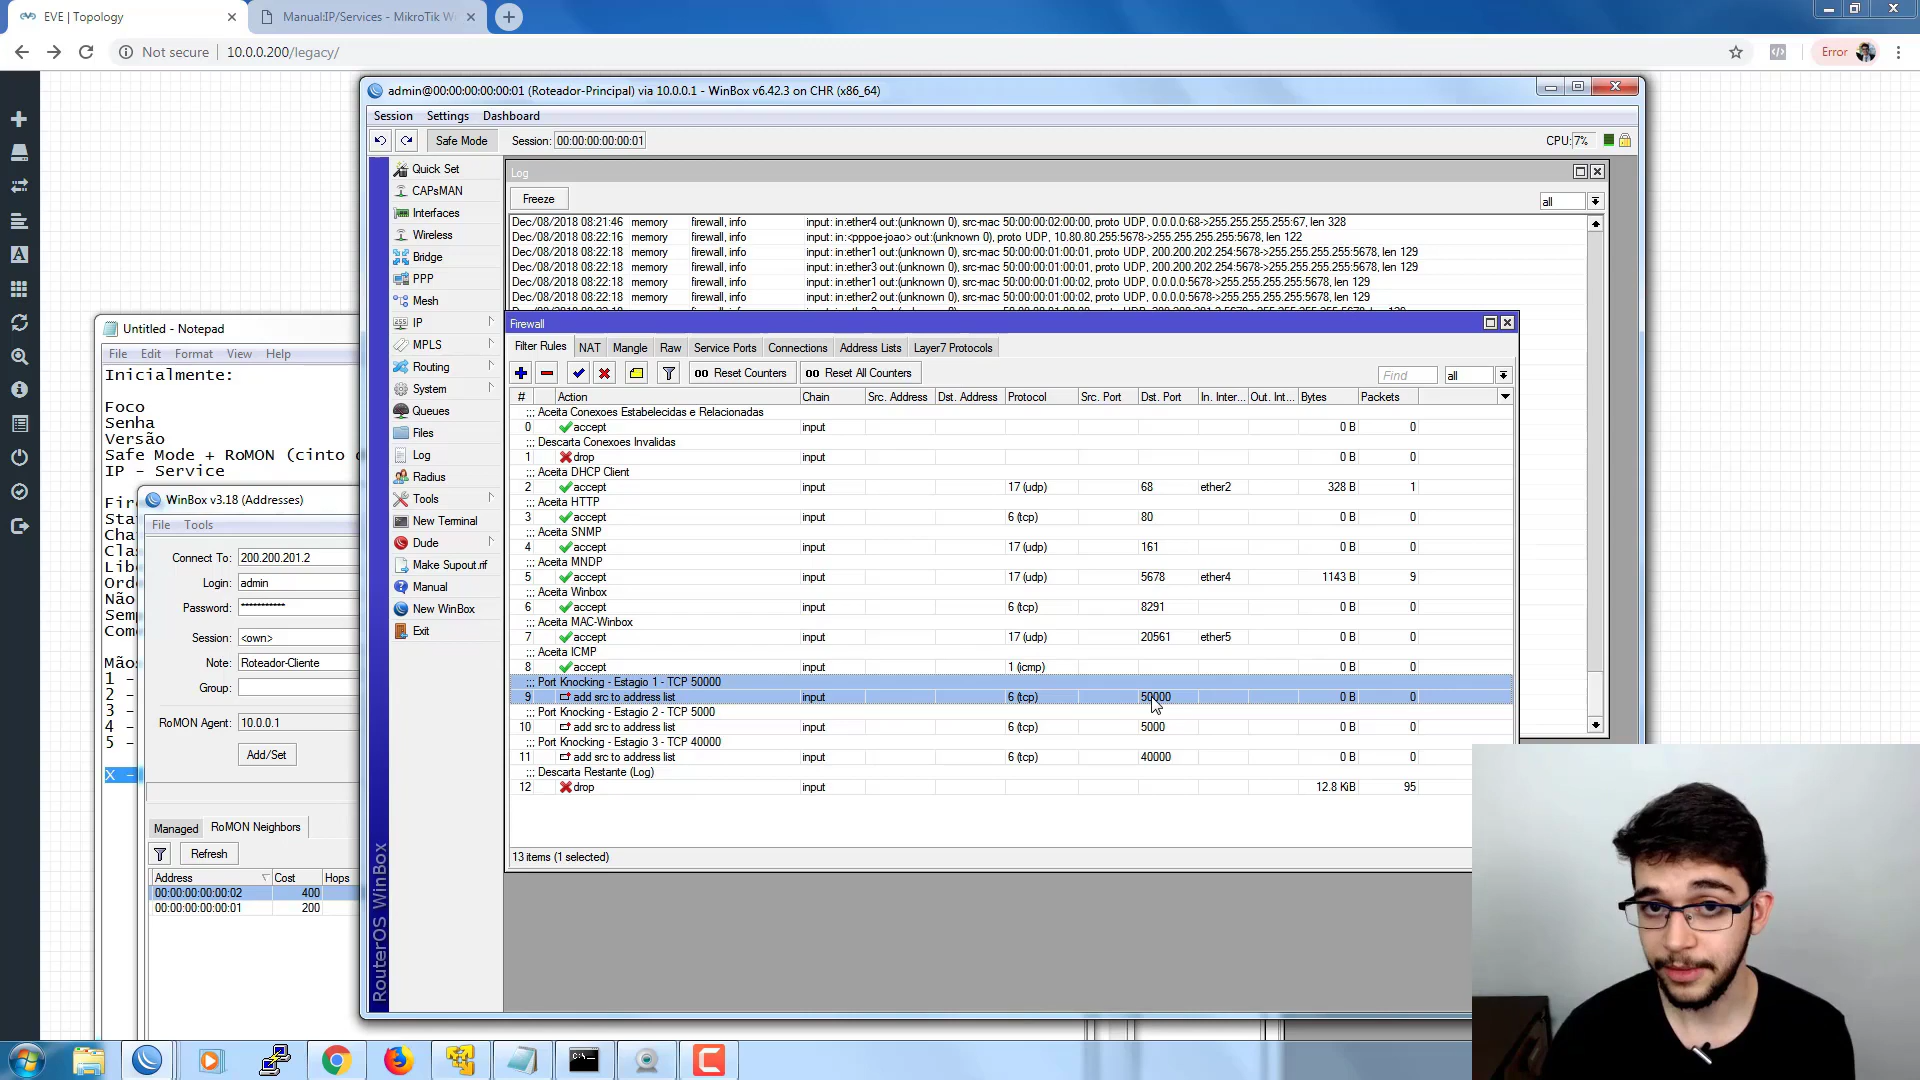 EVE | Topology
Manual:IP/Services - MikroTik W
Not secure
10.0.0.200/legacy/
Error
admin@00:00:00:00:00:01 (Roteador-Principal) via 10.0.0.1 - WinBox v6.42.3 on CHR (x86_64)
Session Settings Dashboard
Safe Mode Session: 00:00:00:00:00:01 CPU: 7%
Quick Set
CAPsMAN
Interfaces
Wireless
Bridge
PPP
Mesh
IP
MPLS
Routing
System
Queues
Files
Log
Radius
Tools
New Terminal
Dude
Make Supout.rif
Manual
New WinBox
Exit
RouterOS WinBox
Log
Freeze all
Dec/08/2018 08:21:46 memory firewall, info input: in:ether4 out:(unknown 0), src-mac 50:00:00:02:00:00, proto UDP, 0.0.0.0:68->255.255.255.255:67, len 328
Dec/08/2018 08:22:16 memory firewall, info input: in:<pppoe-joao> out:(unknown 0), proto UDP, 10.80.80.255:5678->255.255.255.255:5678, len 122
Dec/08/2018 08:22:18 memory firewall, info input: in:ether1 out:(unknown 0), src-mac 50:00:00:01:00:01, proto UDP, 200.200.202.254:5678->255.255.255.255:5678, len 129
Dec/08/2018 08:22:18 memory firewall, info input: in:ether3 out:(unknown 0), src-mac 50:00:00:01:00:01, proto UDP, 200.200.202.254:5678->255.255.255.255:5678, len 129
Dec/08/2018 08:22:18 memory firewall, info input: in:ether1 out:(unknown 0), src-mac 50:00:00:01:00:02, proto UDP, 0.0.0.0:5678->255.255.255.255:5678, len 129
Dec/08/2018 08:22:18 memory firewall, info input: in:ether2 out:(unknown 0), src-mac 50:00:00:01:00:02, proto UDP, 0.0.0.0:5678->255.255.255.255:5678, len 129
Firewall
Filter Rules NAT Mangle Raw Service Ports Connections Address Lists Layer7 Protocols
00 Reset Counters 00 Reset All Counters Find all
# Action Chain Src. Address Dst. Address Protocol Src. Port Dst. Port In. Inter... Out. Int... Bytes Packets
;;; Aceita Conexoes Estabelecidas e Relacionadas
0 accept input 0 B 0
;;; Descarta Conexoes Invalidas
1 drop input 0 B 0
;;; Aceita DHCP Client
2 accept input 17 (udp) 68 ether2 328 B 1
;;; Aceita HTTP
3 accept input 6 (tcp) 80 0 B 0
;;; Aceita SNMP
4 accept input 17 (udp) 161 0 B 0
;;; Aceita MNDP
5 accept input 17 (udp) 5678 ether4 1143 B 9
;;; Aceita Winbox
6 accept input 6 (tcp) 8291 0 B 0
;;; Aceita MAC-Winbox
7 accept input 17 (udp) 20561 ether5 0 B 0
;;; Aceita ICMP
8 accept input 1 (icmp) 0 B 0
;;; Port Knocking - Estagio 1 - TCP 50000
9 add src to address list input 6 (tcp) 50000 0 B 0
;;; Port Knocking - Estagio 2 - TCP 5000
10 add src to address list input 6 (tcp) 5000 0 B 0
;;; Port Knocking - Estagio 3 - TCP 40000
11 add src to address list input 6 (tcp) 40000 0 B 0
;;; Descarta Restante (Log)
12 drop input 12.8 KiB 95
13 items (1 selected)
Untitled - Notepad
File Edit Format View Help
Inicialmente:
Foco
Senha
Versão
Safe Mode + RoMON (cinto
IP - Service
Não
Mãos
1 -
2 -
3 -
4 -
5 -
X -
WinBox v3.18 (Addresses)
File Tools
Connect To: 200.200.201.2
Login: admin
Password: ***********
Session: <own>
Note: Roteador-Cliente
Group:
RoMON Agent: 10.0.0.1
Add/Set
Managed RoMON Neighbors
Refresh
Address Cost Hops
00:00:00:00:00:02 400
00:00:00:00:00:01 200